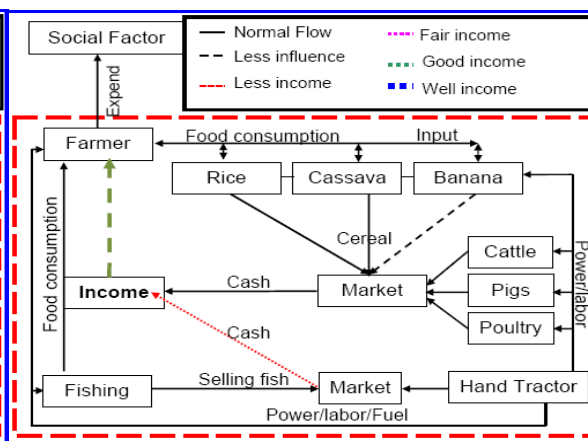 Social Factor
Normal Flow
Less influence
Less income
Fair income
Good income
Well income
Expend
Farmer
Food consumption
Input
Rice
Cassava
Banana
Food consumption
Cereal
Power/labor
Cattle
Income
Cash
Market
Pigs
Cash
Poultry
Fishing
Selling fish
Market
Hand Tractor
Power/labor/Fuel